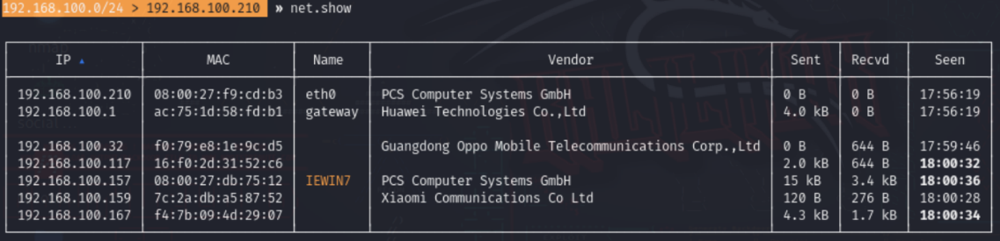 192.168.100.0/24 > 192.168.100.210 » net.show
IP ▲ MAC Name Vendor Sent Recvd Seen
192.168.100.210 08:00:27:f9:cd:b3 eth0 PCS Computer Systems GmbH 0 B 0 B 17:56:19
192.168.100.1 ac:75:1d:58:fd:b1 gateway Huawei Technologies Co.,Ltd 4.0 kB 0 B 17:56:19
192.168.100.32 f0:79:e8:1e:9c:d5 Guangdong Oppo Mobile Telecommunications Corp.,Ltd 0 B 644 B 17:59:46
192.168.100.117 16:f0:2d:31:52:c6 2.0 kB 644 B 18:00:32
192.168.100.157 08:00:27:db:75:12 IEWIN7 PCS Computer Systems GmbH 15 kB 3.4 kB 18:00:36
192.168.100.159 7c:2a:db:a5:87:52 Xiaomi Communications Co Ltd 120 B 276 B 18:00:28
192.168.100.167 f4:7b:09:4d:29:07 4.3 kB 1.7 kB 18:00:34